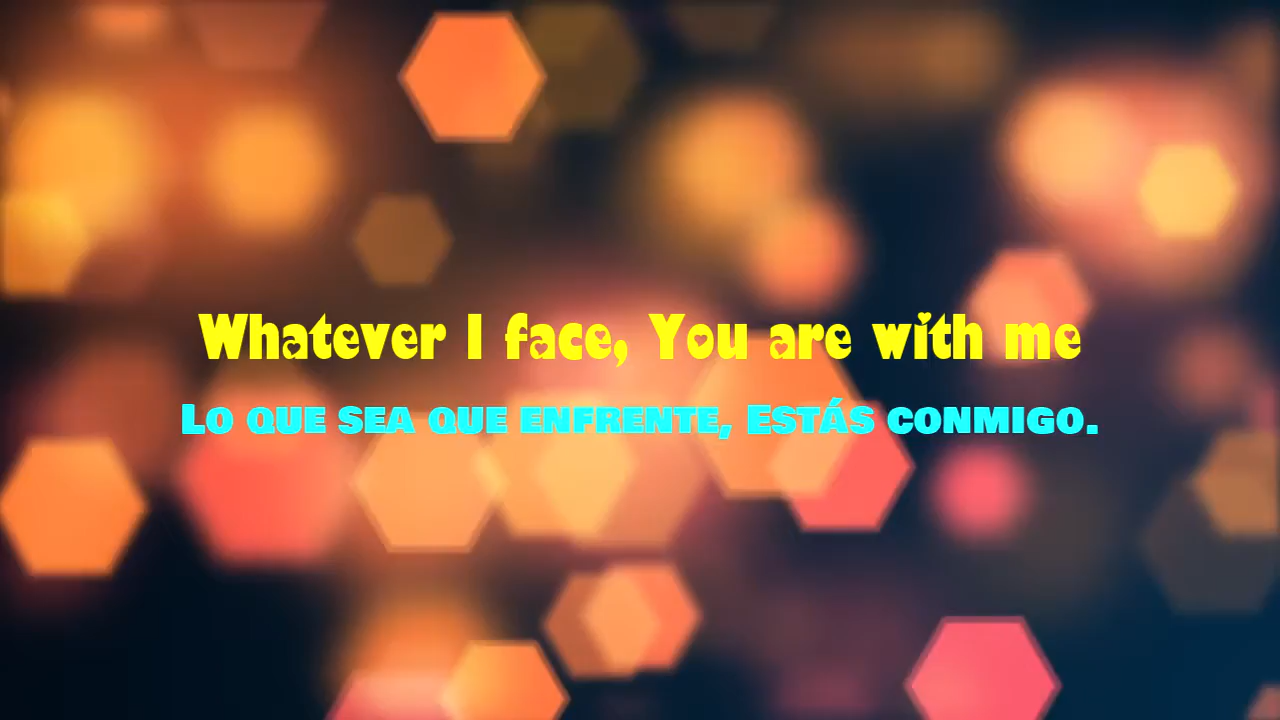 Whatever I face, You are with me
Lo que sea que enfrente, Estás conmigo.